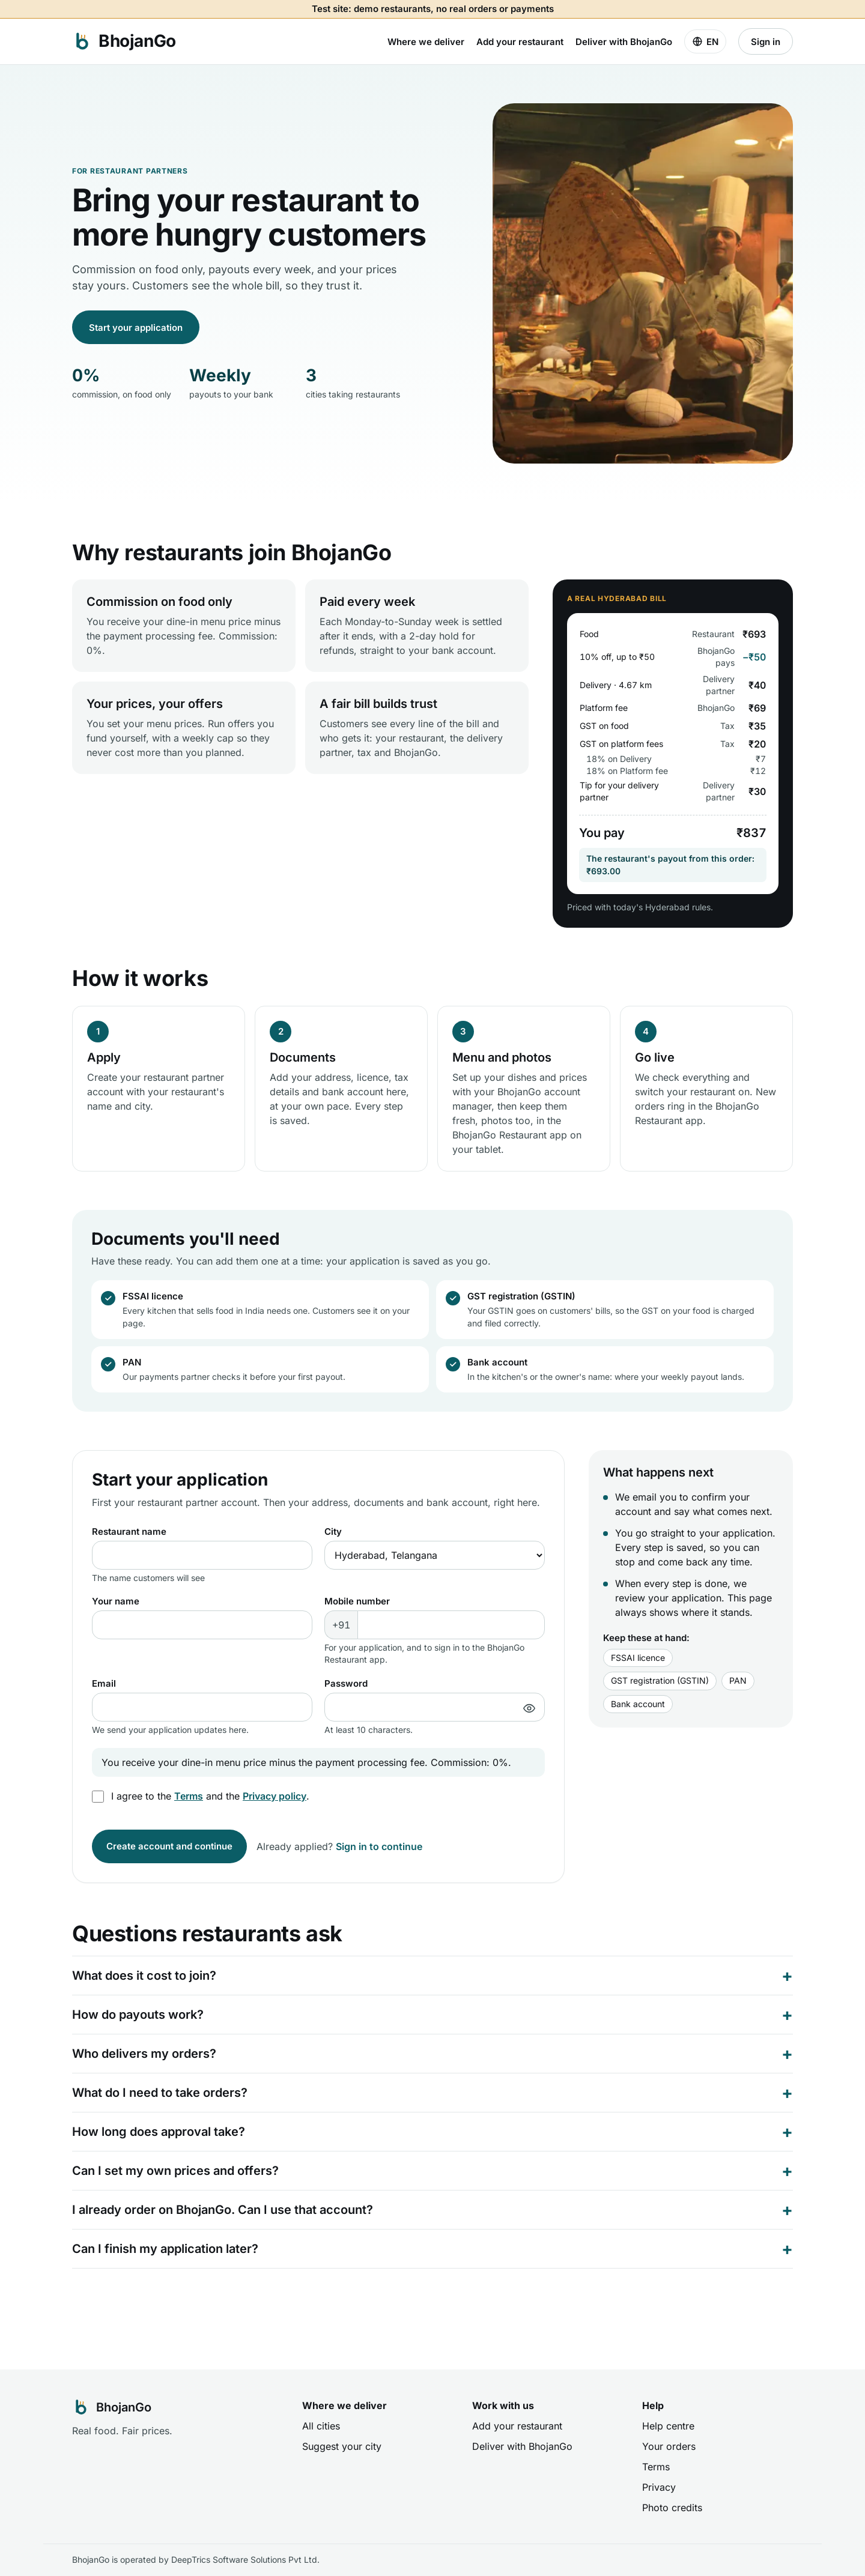 Test site: demo restaurants, no real orders or payments
BhojanGo
Where we deliver
Add your restaurant
Deliver with BhojanGo
EN
Sign in
FOR RESTAURANT PARTNERS
Bring your restaurant to
more hungry customers
Commission on food only, payouts every week, and your prices
stay yours. Customers see the whole bill, so they trust it.
Start your application
0%
commission, on food only
Weekly
payouts to your bank
3
cities taking restaurants
Why restaurants join BhojanGo
Commission on food only
You receive your dine-in menu price minus
the payment processing fee. Commission:
0%.
Paid every week
Each Monday-to-Sunday week is settled
after it ends, with a 2-day hold for
refunds, straight to your bank account.
Your prices, your offers
You set your menu prices. Run offers you
fund yourself, with a weekly cap so they
never cost more than you planned.
A fair bill builds trust
Customers see every line of the bill and
who gets it: your restaurant, the delivery
partner, tax and BhojanGo.
A REAL HYDERABAD BILL
Food Restaurant ₹693
10% off, up to ₹50 BhojanGo pays −₹50
Delivery · 4.67 km Delivery partner ₹40
Platform fee BhojanGo ₹69
GST on food Tax ₹35
GST on platform fees Tax ₹20
18% on Delivery ₹7
18% on Platform fee ₹12
Tip for your delivery partner Delivery partner ₹30
You pay ₹837
The restaurant's payout from this order:
₹693.00
Priced with today's Hyderabad rules.
How it works
1
Apply
Create your restaurant partner
account with your restaurant's
name and city.
2
Documents
Add your address, licence, tax
details and bank account here,
at your own pace. Every step
is saved.
3
Menu and photos
Set up your dishes and prices
with your BhojanGo account
manager, then keep them
fresh, photos too, in the
BhojanGo Restaurant app on
your tablet.
4
Go live
We check everything and
switch your restaurant on. New
orders ring in the BhojanGo
Restaurant app.
Documents you'll need
Have these ready. You can add them one at a time: your application is saved as you go.
FSSAI licence
Every kitchen that sells food in India needs one. Customers see it on your
page.
GST registration (GSTIN)
Your GSTIN goes on customers' bills, so the GST on your food is charged
and filed correctly.
PAN
Our payments partner checks it before your first payout.
Bank account
In the kitchen's or the owner's name: where your weekly payout lands.
Start your application
First your restaurant partner account. Then your address, documents and bank account, right here.
Restaurant name
The name customers will see
City
Hyderabad, Telangana
Your name
Mobile number
+91
For your application, and to sign in to the BhojanGo
Restaurant app.
Email
We send your application updates here.
Password
At least 10 characters.
You receive your dine-in menu price minus the payment processing fee. Commission: 0%.
I agree to the Terms and the Privacy policy.
Create account and continue
Already applied? Sign in to continue
What happens next
We email you to confirm your
account and say what comes next.
You go straight to your application.
Every step is saved, so you can
stop and come back any time.
When every step is done, we
review your application. This page
always shows where it stands.
Keep these at hand:
FSSAI licence
GST registration (GSTIN)
PAN
Bank account
Questions restaurants ask
What does it cost to join? +
How do payouts work? +
Who delivers my orders? +
What do I need to take orders? +
How long does approval take? +
Can I set my own prices and offers? +
I already order on BhojanGo. Can I use that account? +
Can I finish my application later? +
BhojanGo
Real food. Fair prices.
Where we deliver
All cities
Suggest your city
Work with us
Add your restaurant
Deliver with BhojanGo
Help
Help centre
Your orders
Terms
Privacy
Photo credits
BhojanGo is operated by DeepTrics Software Solutions Pvt Ltd.